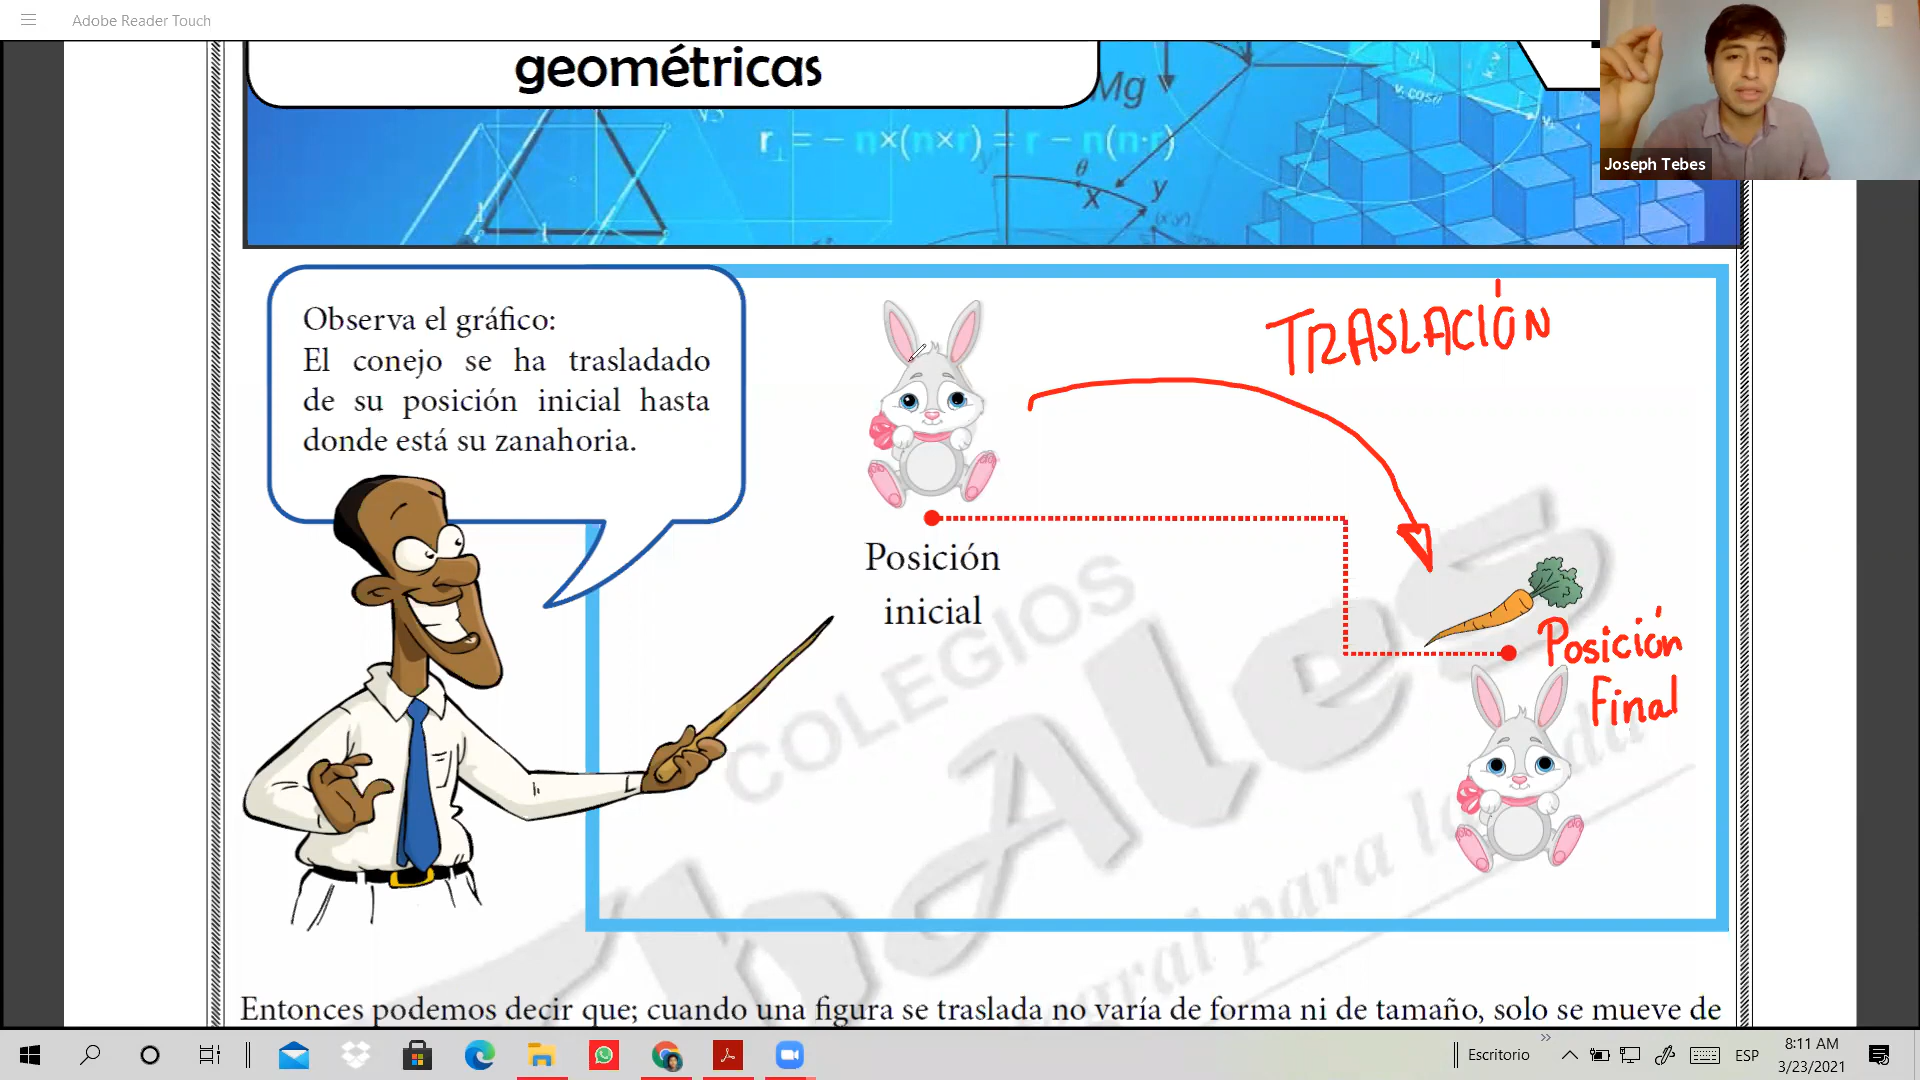 Adobe Reader Touch
geométricas
Mg
r⊥ = − n×(n×r) = r − n(n·r)
θ
X
y
Joseph Tebes
Observa el gráfico:
El conejo se ha trasladado
de su posición inicial hasta
donde está su zanahoria.
TRASLACIÓN
Posición
inicial
Posición
Final
COLEGIOS
Thales
Entonces podemos decir que; cuando una figura se traslada no varía de forma ni de tamaño, solo se mueve de
Escritorio
ESP
8:11 AM
3/23/2021